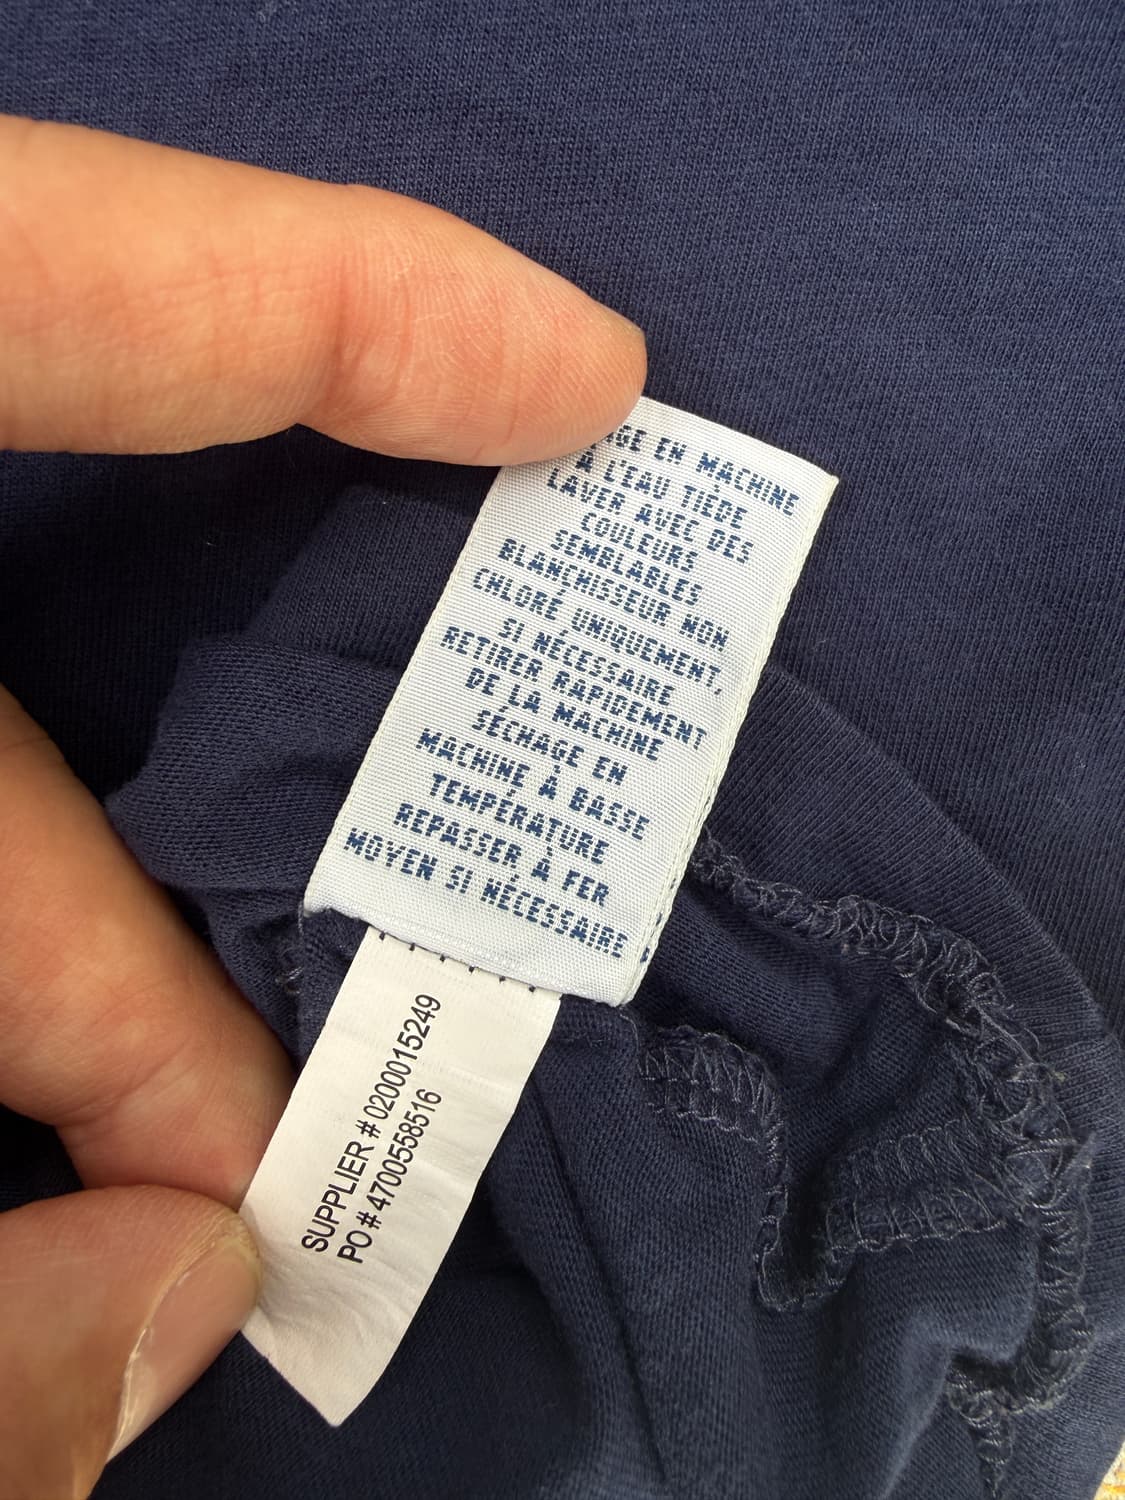 EN MACHINE
À L'EAU TIÈDE
LAVER AVEC DES
COULEURS
SEMBLABLES
BLANCHISSEUR NON
CHLORÉ UNIQUEMENT,
SI NÉCESSAIRE
RETIRER RAPIDEMENT
DE LA MACHINE
SÉCHAGE EN
MACHINE À BASSE
TEMPÉRATURE
REPASSER À FER
MOYEN SI NÉCESSAIRE
SUPPLIER # 0200015249
PO # 4700558516